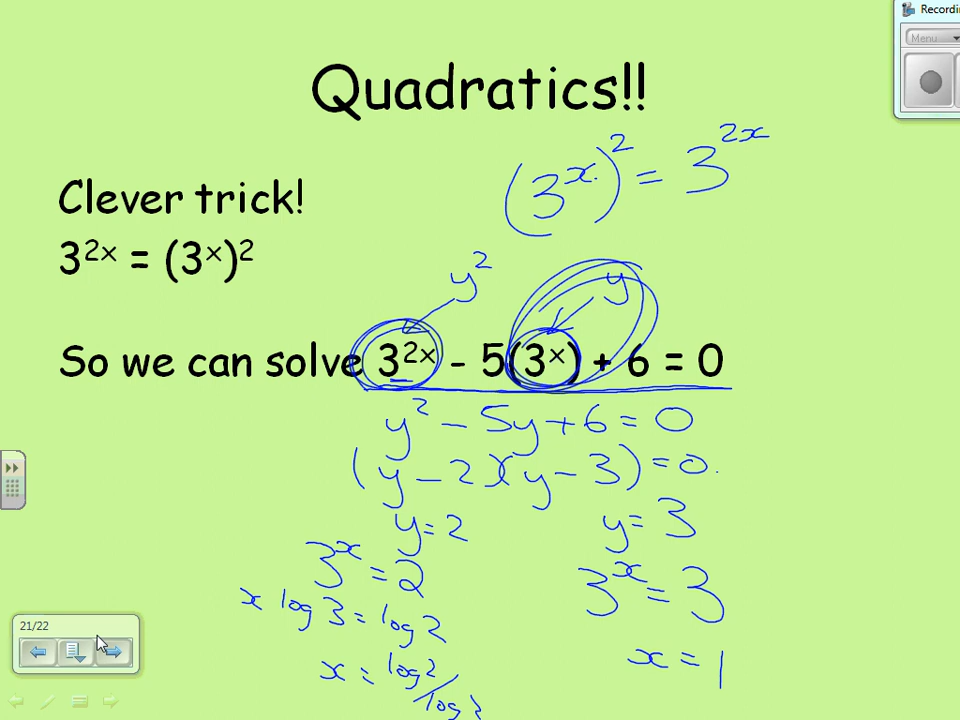 Recordi
Menu
Quadratics!!
(3^x)^2 = 3^2x
Clever trick!
3^2x = (3^x)^2
y^2 y
So we can solve 3^2x - 5(3^x) + 6 = 0
y^2 - 5y + 6 = 0
(y - 2)(y - 3) = 0.
y = 2 y = 3
3^x = 2 3^x = 3
x log 3 = log 2
x = log 2 / log 3 x = 1
21/22